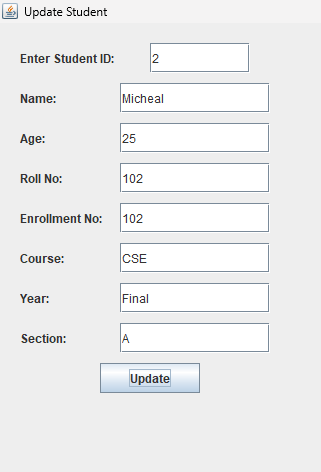 Update Student
Enter Student ID: 2
Name: Micheal
Age: 25
Roll No: 102
Enrollment No: 102
Course: CSE
Year: Final
Section: A
Update